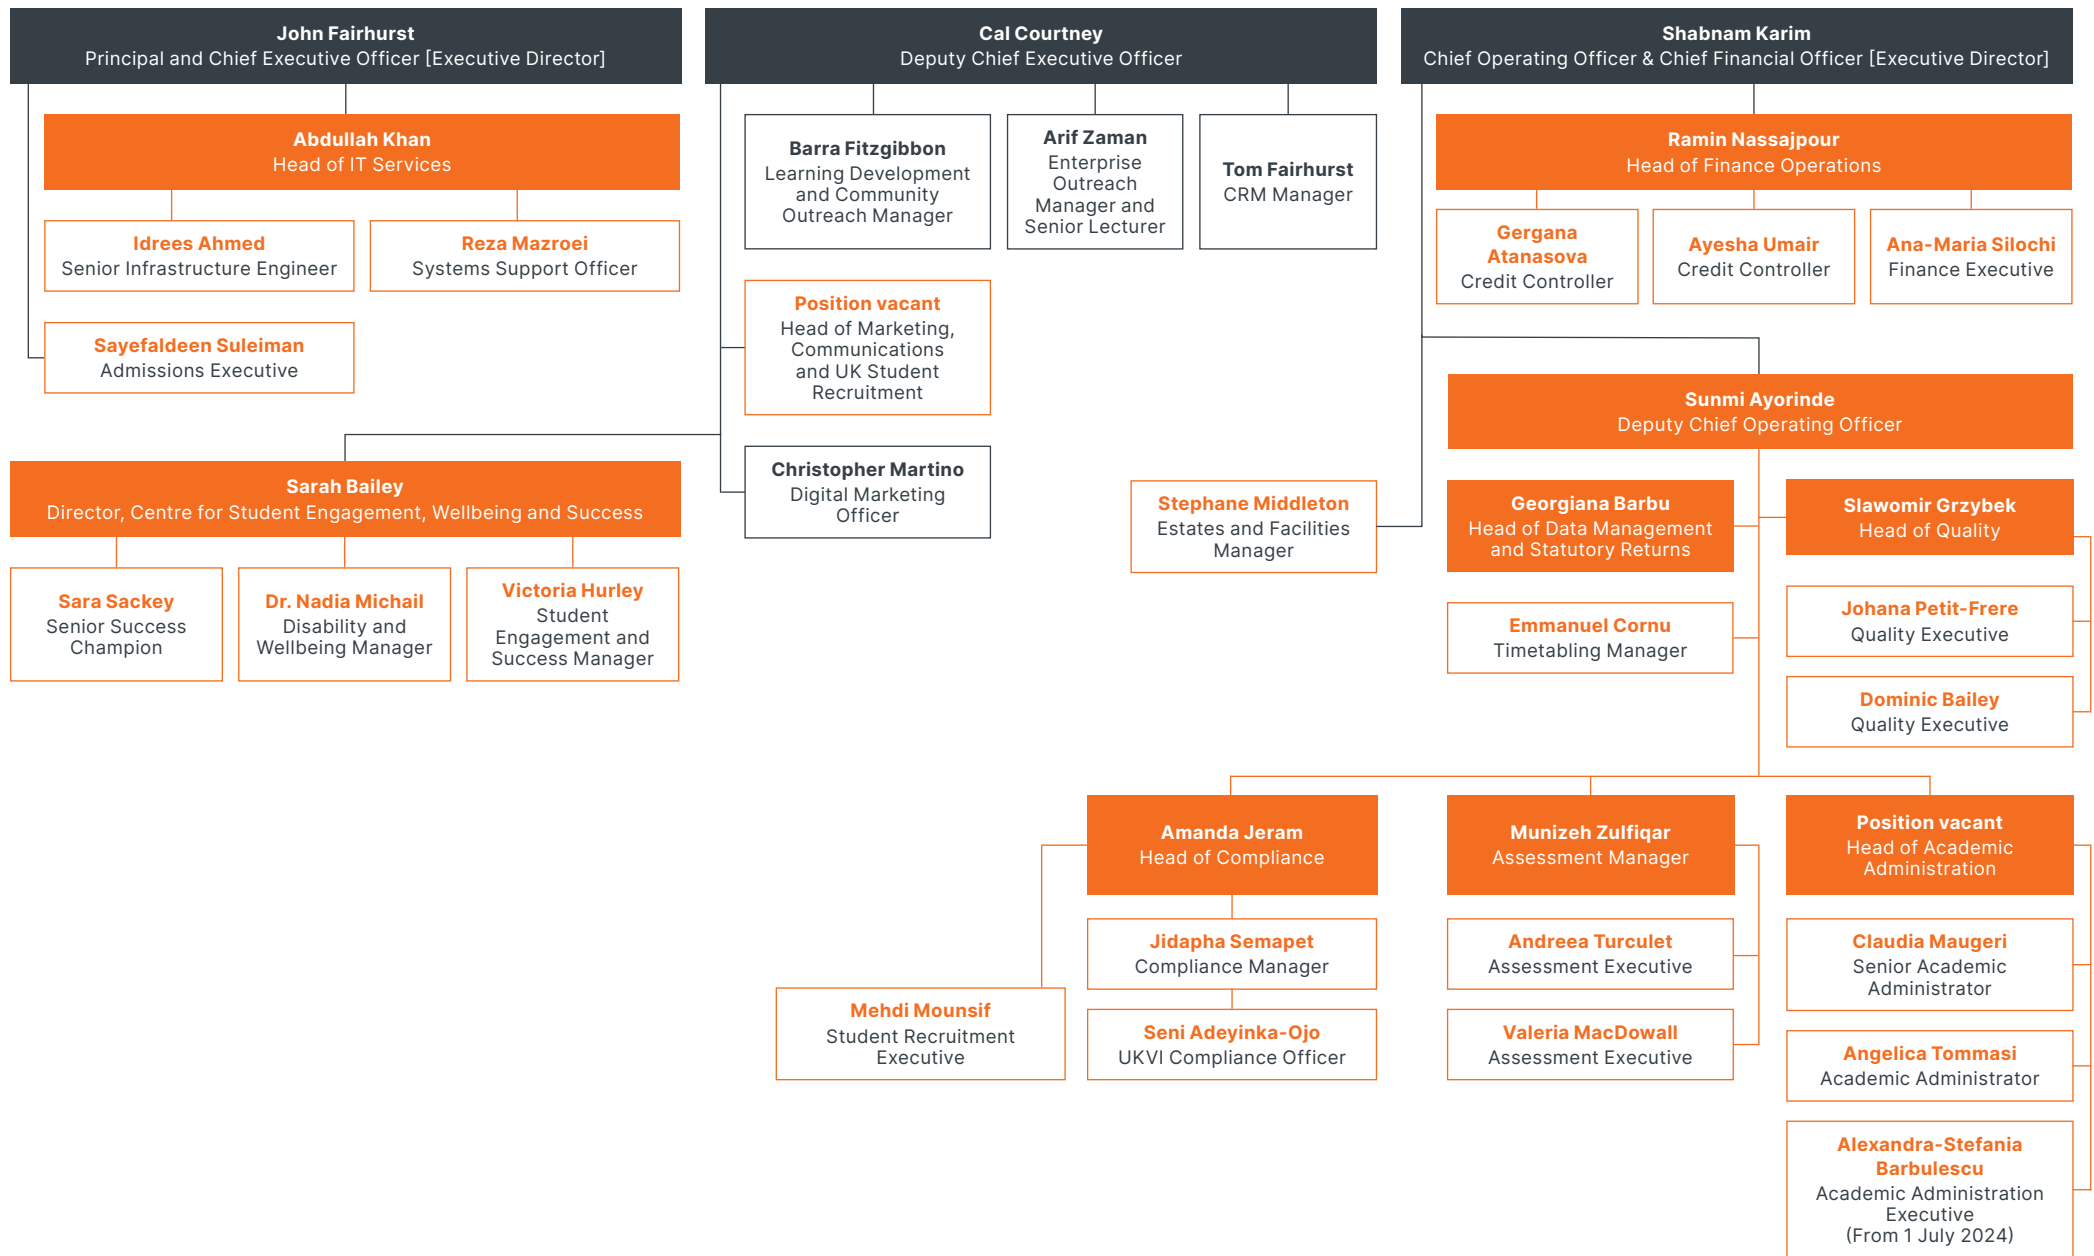 John Fairhurst
Principal and Chief Executive Officer [Executive Director]
Abdullah Khan
Head of IT Services
Idrees Ahmed
Senior Infrastructure Engineer
Reza Mazroei
Systems Support Officer
Sayefaldeen Suleiman
Admissions Executive
Cal Courtney
Deputy Chief Executive Officer
Barra Fitzgibbon
Learning Development
and Community
Outreach Manager
Arif Zaman
Enterprise
Outreach
Manager and
Senior Lecturer
Tom Fairhurst
CRM Manager
Position vacant
Head of Marketing,
Communications
and UK Student
Recruitment
Christopher Martino
Digital Marketing
Officer
Sarah Bailey
Director, Centre for Student Engagement, Wellbeing and Success
Sara Sackey
Senior Success
Champion
Dr. Nadia Michail
Disability and
Wellbeing Manager
Victoria Hurley
Student
Engagement and
Success Manager
Shabnam Karim
Chief Operating Officer & Chief Financial Officer [Executive Director]
Ramin Nassajpour
Head of Finance Operations
Gergana
Atanasova
Credit Controller
Ayesha Umair
Credit Controller
Ana-Maria Silochi
Finance Executive
Sunmi Ayorinde
Deputy Chief Operating Officer
Stephane Middleton
Estates and Facilities
Manager
Georgiana Barbu
Head of Data Management
and Statutory Returns
Slawomir Grzybek
Head of Quality
Emmanuel Cornu
Timetabling Manager
Johana Petit-Frere
Quality Executive
Dominic Bailey
Quality Executive
Amanda Jeram
Head of Compliance
Jidapha Semapet
Compliance Manager
Mehdi Mounsif
Student Recruitment
Executive
Seni Adeyinka-Ojo
UKVI Compliance Officer
Munizeh Zulfiqar
Assessment Manager
Andreea Turculet
Assessment Executive
Valeria MacDowall
Assessment Executive
Position vacant
Head of Academic
Administration
Claudia Maugeri
Senior Academic
Administrator
Angelica Tommasi
Academic Administrator
Alexandra-Stefania
Barbulescu
Academic Administration
Executive
(From 1 July 2024)